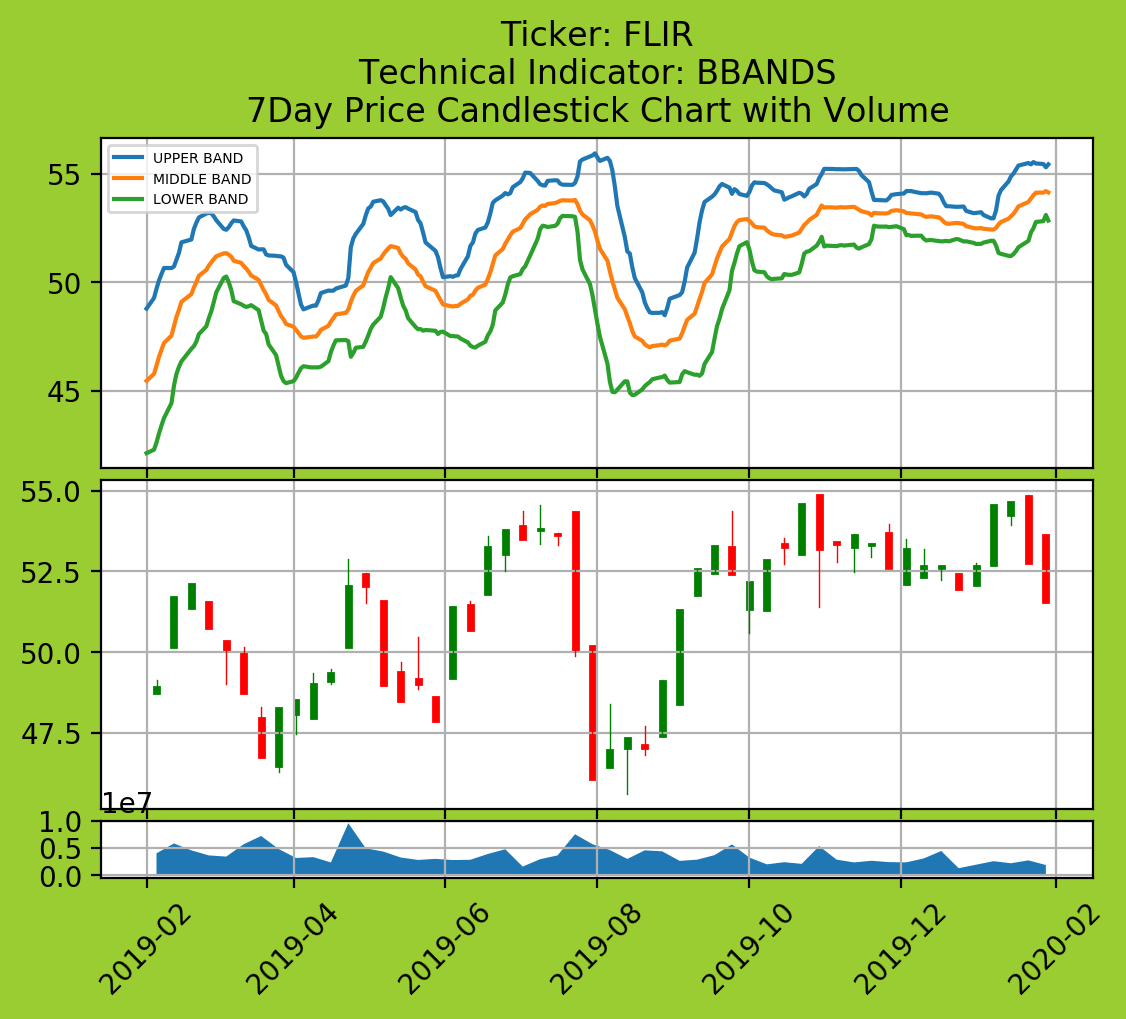 Ticker: FLIR
Technical Indicator: BBANDS
7Day Price Candlestick Chart with Volume
UPPER BAND
MIDDLE BAND
LOWER BAND
55
50
45
55.0
52.5
50.0
47.5
1e7
1.0
0.5
0.0
2019-02
2019-04
2019-06
2019-08
2019-10
2019-12
2020-02